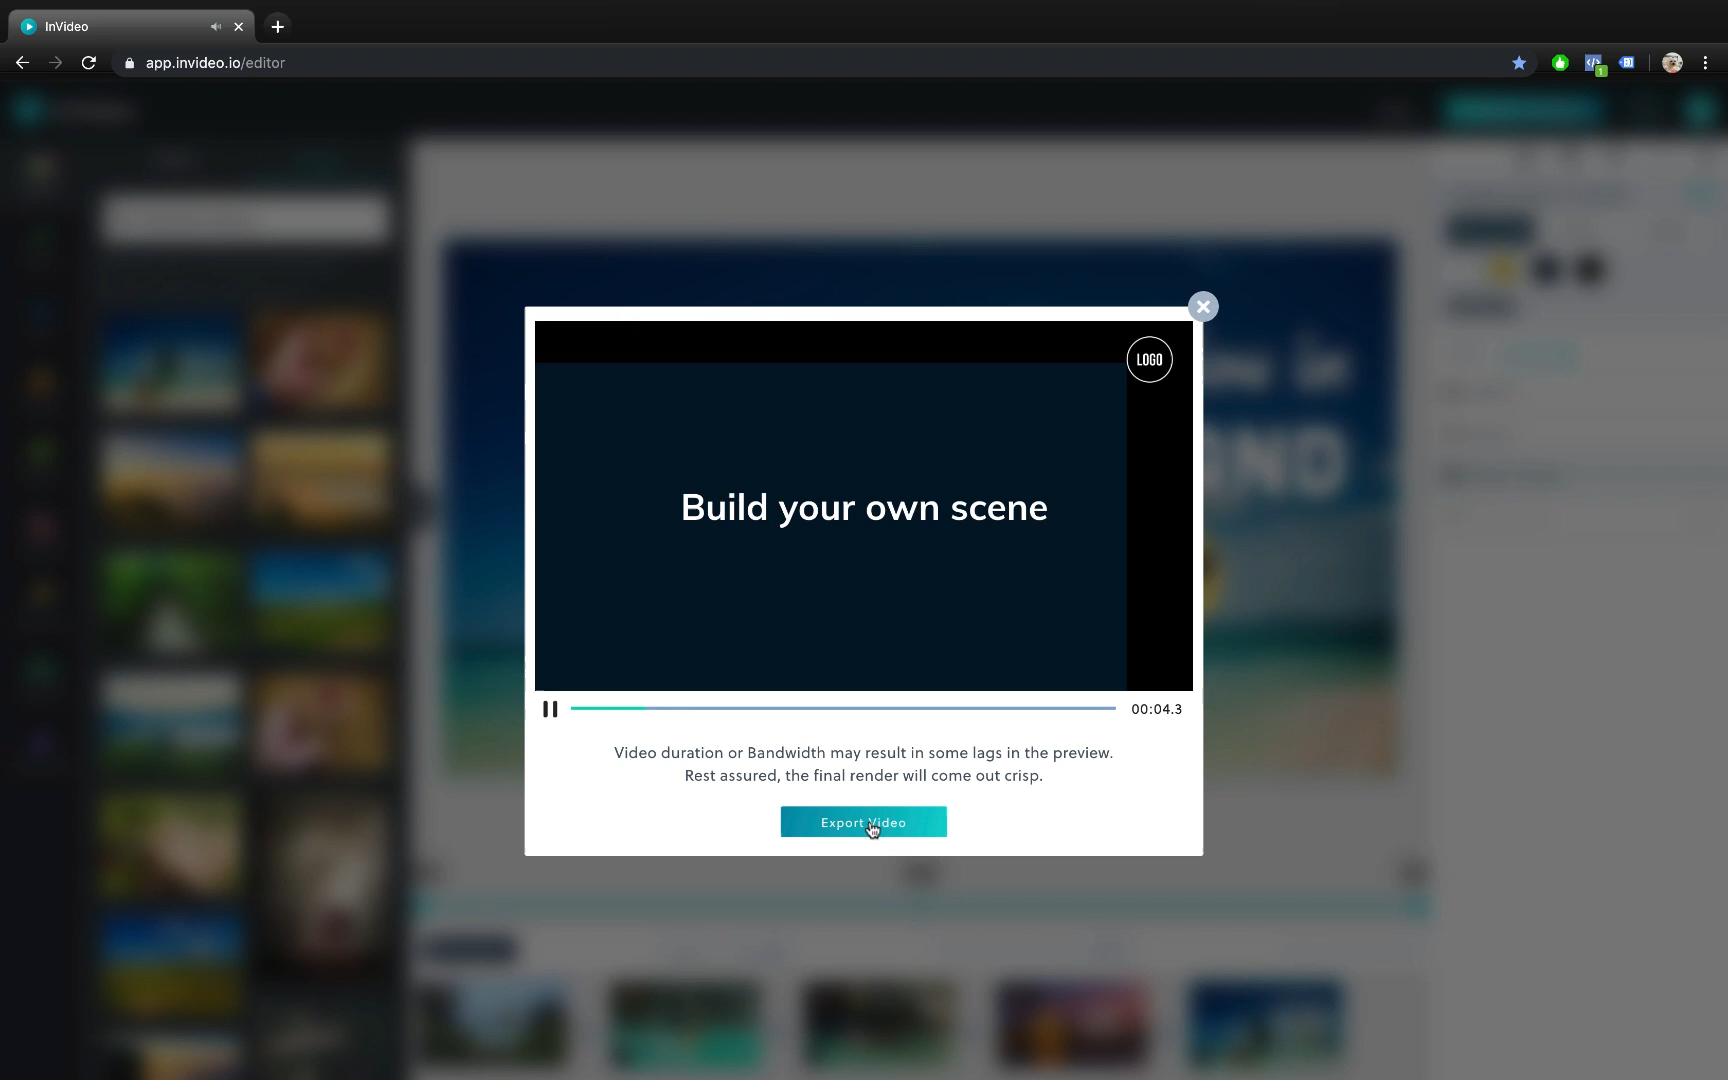 InVideo
app.invideo.io/editor
1
LOGO
Build your own scene
00:04.3
Video duration or Bandwidth may result in some lags in the preview.
Rest assured, the final render will come out crisp.
Export Video